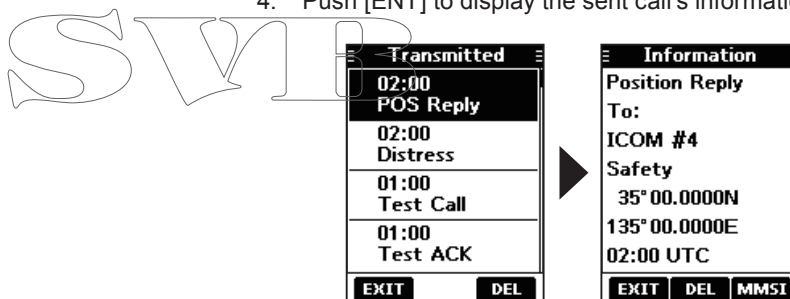 4. Push [ENT] to display the sent call's informati
SVB
Transmitted
02:00
POS Reply
02:00
Distress
01:00
Test Call
01:00
Test ACK
EXIT DEL
Information
Position Reply
To:
ICOM #4
Safety
35°00.0000N
135°00.0000E
02:00 UTC
EXIT DEL MMSI